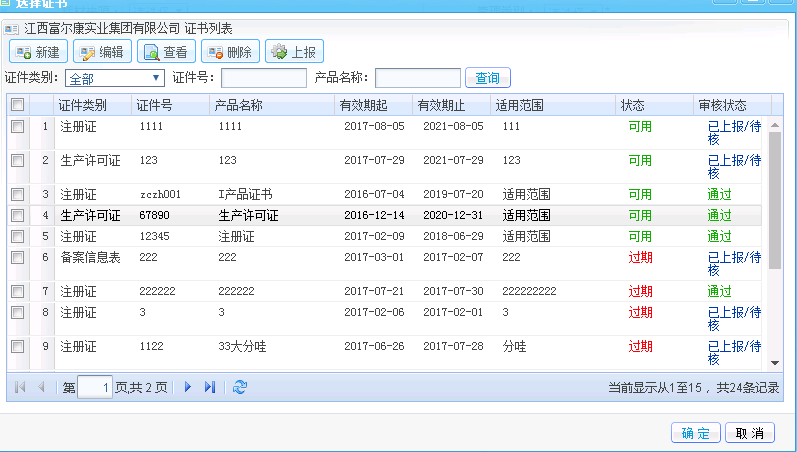 选择证书
江西富尔康实业集团有限公司 证书列表
新建 编辑 查看 删除 上报
证件类别: 全部 证件号: 产品名称: 查询
证件类别 证件号 产品名称 有效期起 有效期止 适用范围 状态 审核状态
1 注册证 1111 1111 2017-08-05 2021-08-05 111 可用 已上报/待
核
2 生产许可证 123 123 2017-07-29 2021-07-29 123 可用 已上报/待
核
3 注册证 zczh001 I产品证书 2016-07-04 2019-07-20 适用范围 可用 通过
4 生产许可证 67890 生产许可证 2016-12-14 2020-12-31 适用范围 可用 通过
5 注册证 12345 注册证 2017-02-09 2018-06-29 适用范围 可用 通过
6 备案信息表 222 222 2017-03-01 2017-02-07 222 过期 已上报/待
核
7 注册证 222222 222222 2017-07-21 2017-07-30 222222222 过期 通过
8 注册证 3 3 2017-02-06 2017-02-01 3 过期 已上报/待
核
9 注册证 1122 33大分哇 2017-06-26 2017-07-28 分哇 过期 已上报/待
核
第 1 页,共 2 页 当前显示从1至15 ，共24条记录
确 定 取 消